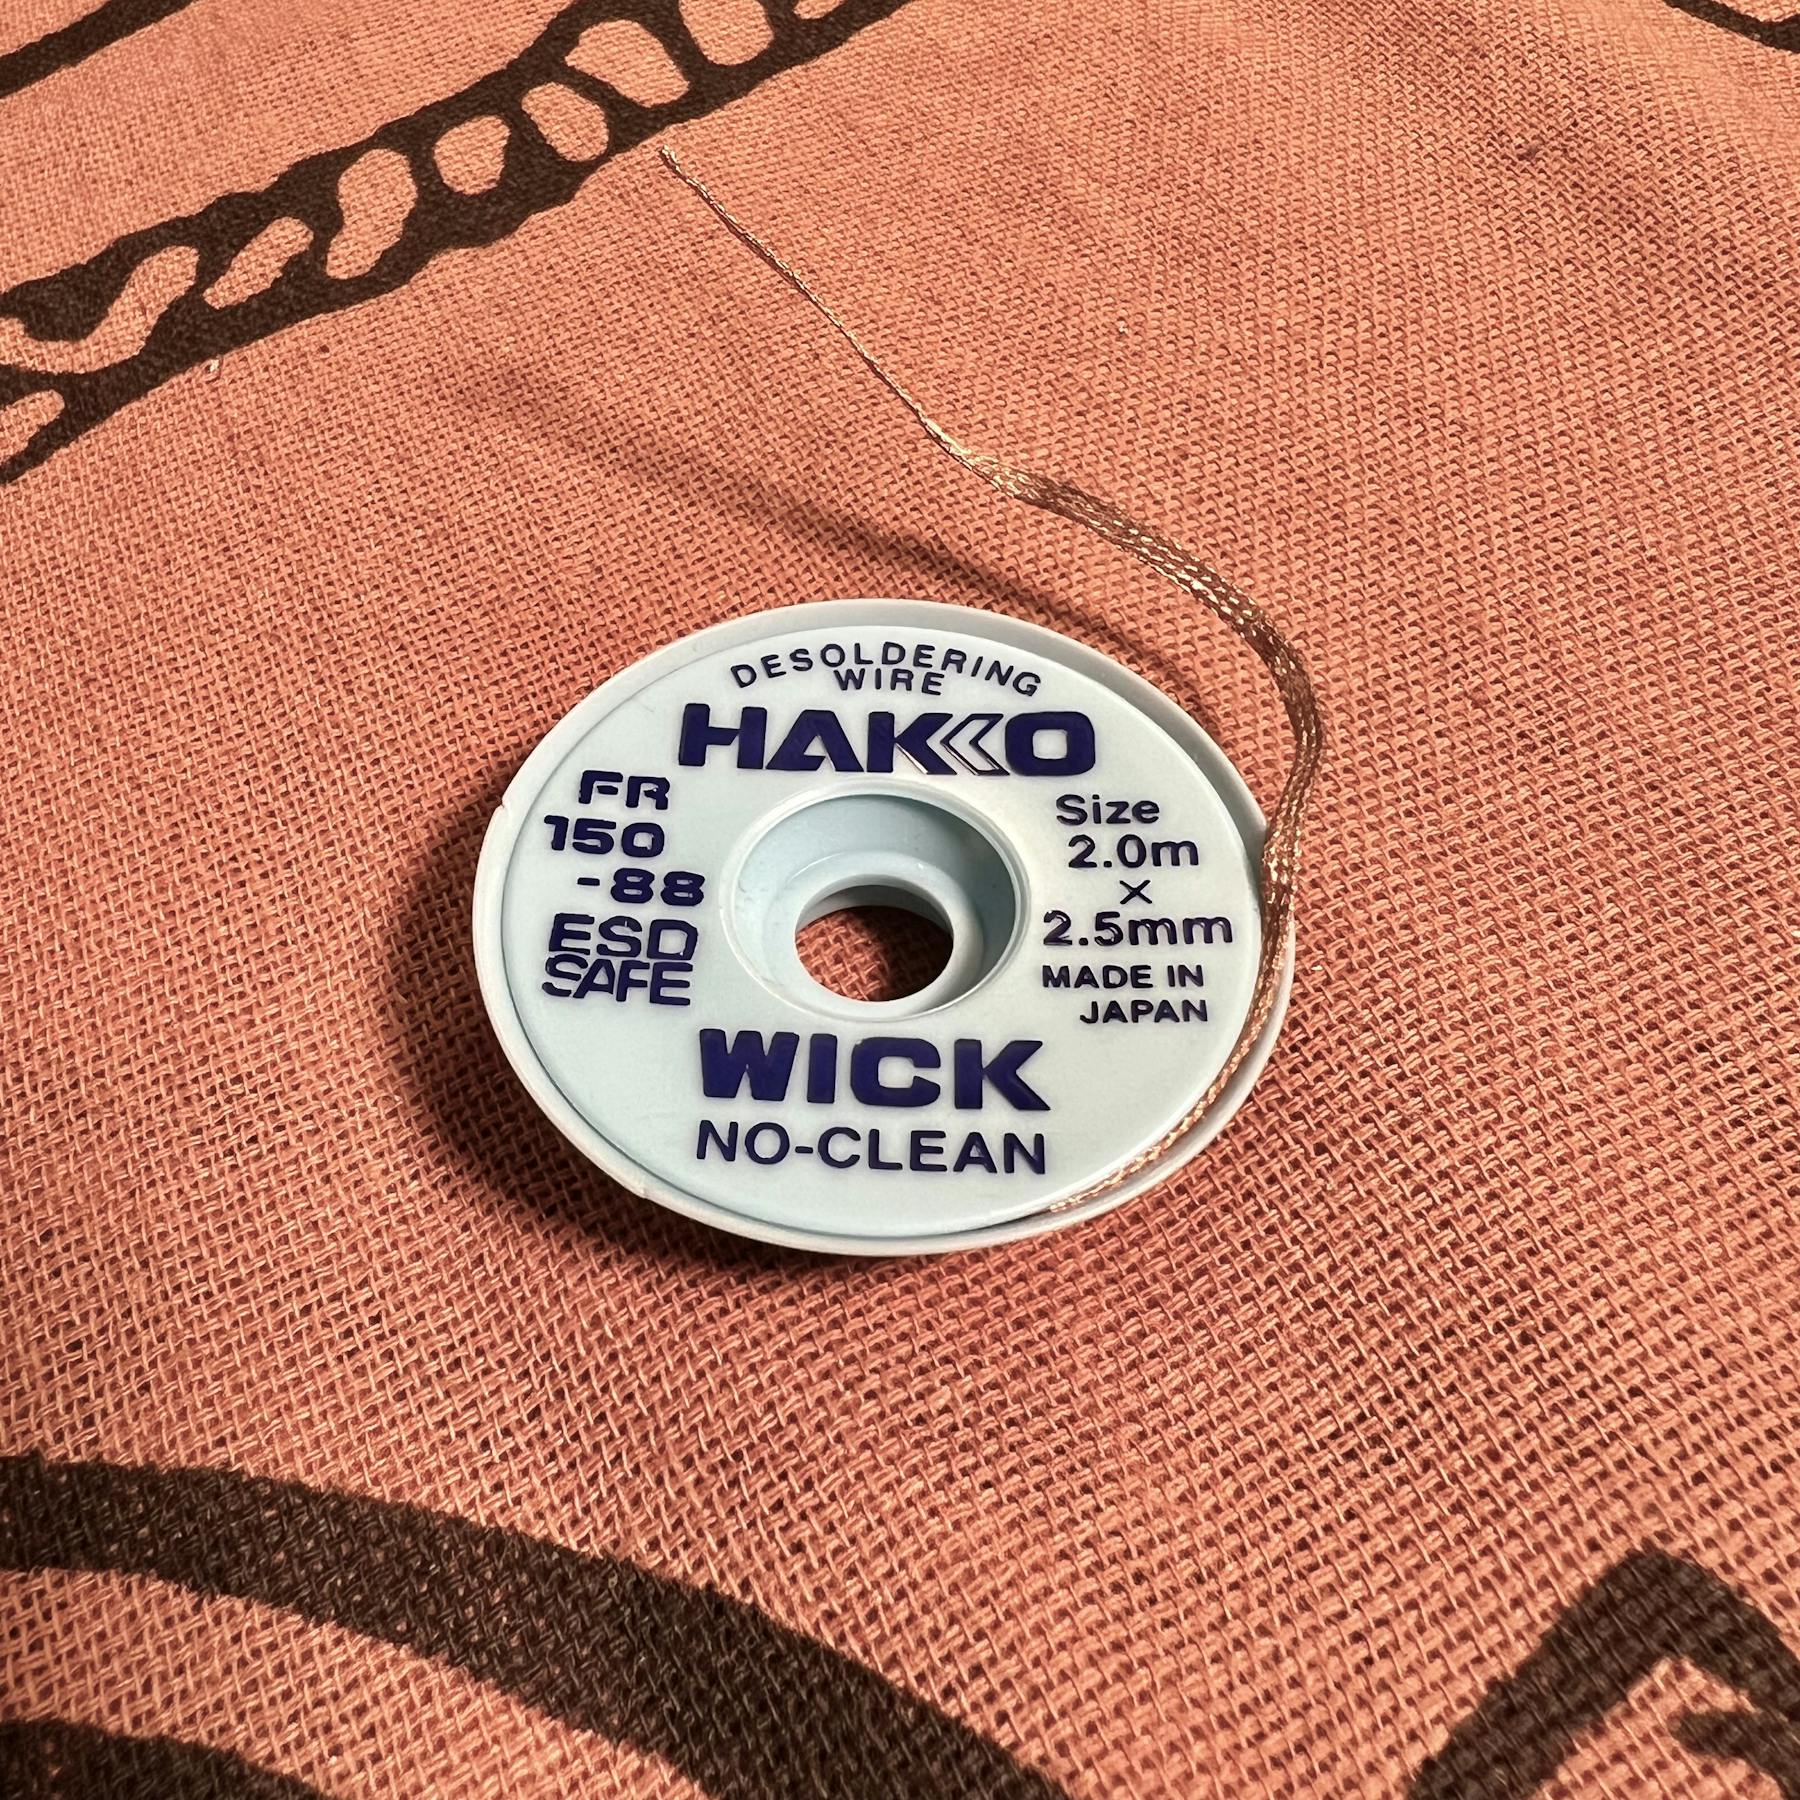 DESOLDERING
WIRE
HAKKO
FR
150
-88
ESD
SAFE
Size
2.0m
×
2.5mm
MADE IN
JAPAN
WICK
NO-CLEAN